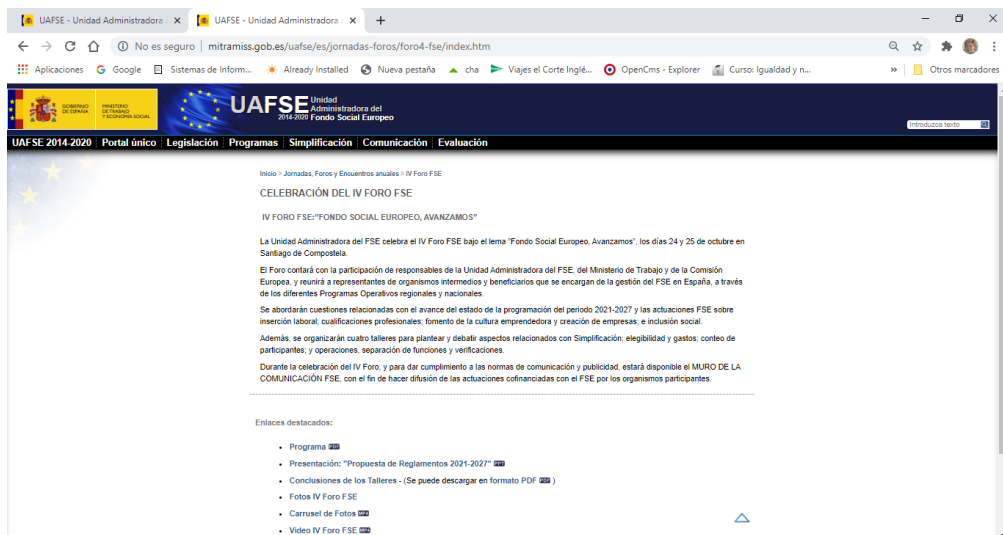 UAFSE - Unidad Administradora
UAFSE - Unidad Administradora
No es seguro | mitramiss.gob.es/uafse/es/jornadas-foros/foro4-fse/index.htm
Aplicaciones Google Sistemas de Inform... Already Installed Nueva pestaña cha Viajes el Corte Inglé... OpenCms - Explorer Curso: Igualdad y n... » Otros marcadores
GOBIERNO DE ESPAÑA
MINISTERIO DE TRABAJO Y ECONOMÍA SOCIAL
UAFSE
2014-2020
Unidad
Administradora del
Fondo Social Europeo
Introduzca texto
UAFSE 2014-2020 Portal único Legislación Programas Simplificación Comunicación Evaluación
Inicio > Jornadas, Foros y Encuentros anuales > IV Foro FSE
CELEBRACIÓN DEL IV FORO FSE
IV FORO FSE:"FONDO SOCIAL EUROPEO, AVANZAMOS"
La Unidad Administradora del FSE celebra el IV Foro FSE bajo el lema "Fondo Social Europeo, Avanzamos", los días 24 y 25 de octubre en
Santiago de Compostela.
El Foro contará con la participación de responsables de la Unidad Administradora del FSE, del Ministerio de Trabajo y de la Comisión
Europea, y reunirá a representantes de organismos intermedios y beneficiarios que se encargan de la gestión del FSE en España, a través
de los diferentes Programas Operativos regionales y nacionales.
Se abordarán cuestiones relacionadas con el avance del estado de la programación del periodo 2021-2027 y las actuaciones FSE sobre
inserción laboral; cualificaciones profesionales; fomento de la cultura emprendedora y creación de empresas; e inclusión social.
Además, se organizarán cuatro talleres para plantear y debatir aspectos relacionados con Simplificación; elegibilidad y gastos; conteo de
participantes; y operaciones, separación de funciones y verificaciones.
Durante la celebración del IV Foro, y para dar cumplimiento a las normas de comunicación y publicidad, estará disponible el MURO DE LA
COMUNICACIÓN FSE, con el fin de hacer difusión de las actuaciones cofinanciadas con el FSE por los organismos participantes.
Enlaces destacados:
• Programa PDF
• Presentación: "Propuesta de Reglamentos 2021-2027" PPT
• Conclusiones de los Talleres - (Se puede descargar en formato PDF PDF )
• Fotos IV Foro FSE
• Carrusel de Fotos MP4
• Video IV Foro FSE MP4